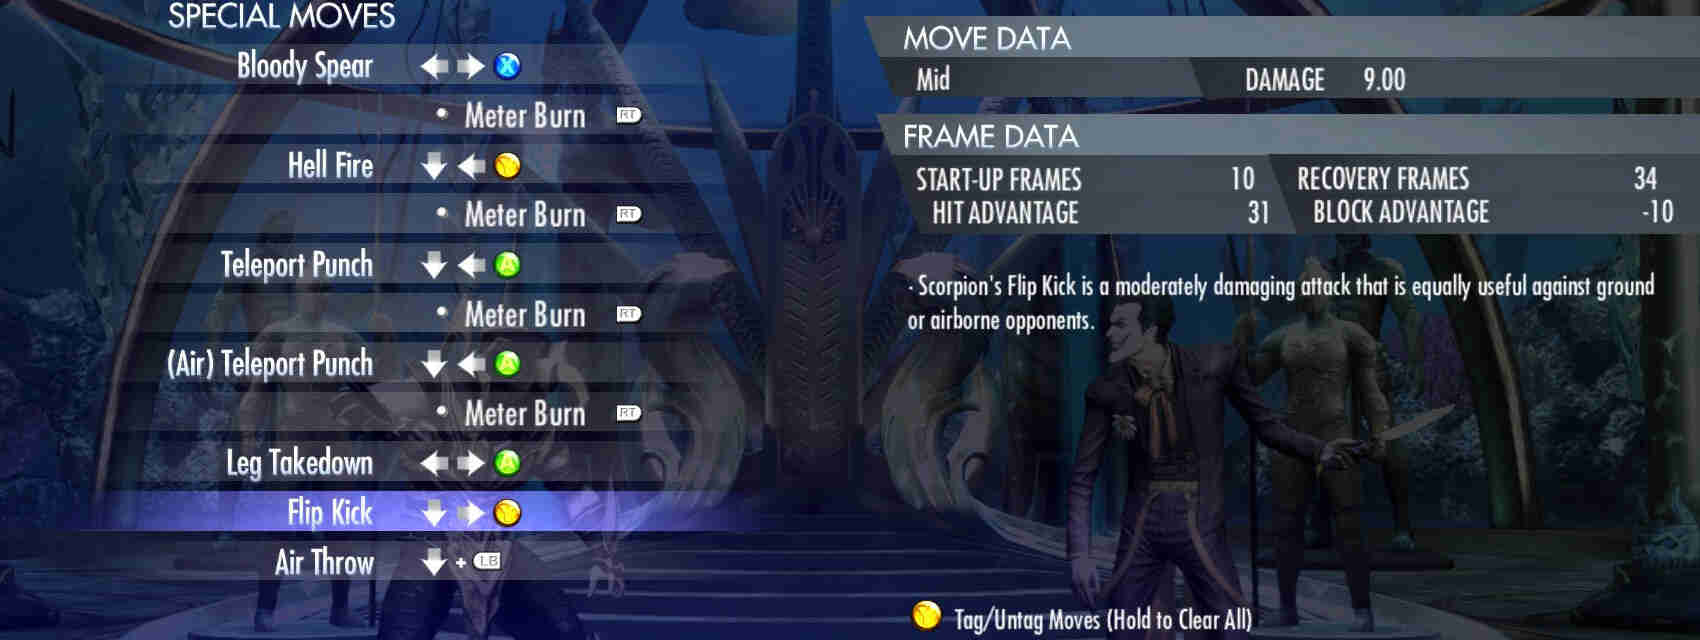 SPECIAL MOVES
Bloody Spear X
• Meter Burn RT
Hell Fire Y
• Meter Burn RT
Teleport Punch A
• Meter Burn RT
(Air) Teleport Punch A
• Meter Burn RT
Leg Takedown A
Flip Kick Y
Air Throw + LB
MOVE DATA
Mid DAMAGE 9.00
FRAME DATA
START-UP FRAMES 10 RECOVERY FRAMES 34
HIT ADVANTAGE 31 BLOCK ADVANTAGE -10
· Scorpion's Flip Kick is a moderately damaging attack that is equally useful against ground
or airborne opponents.
Y Tag/Untag Moves (Hold to Clear All)